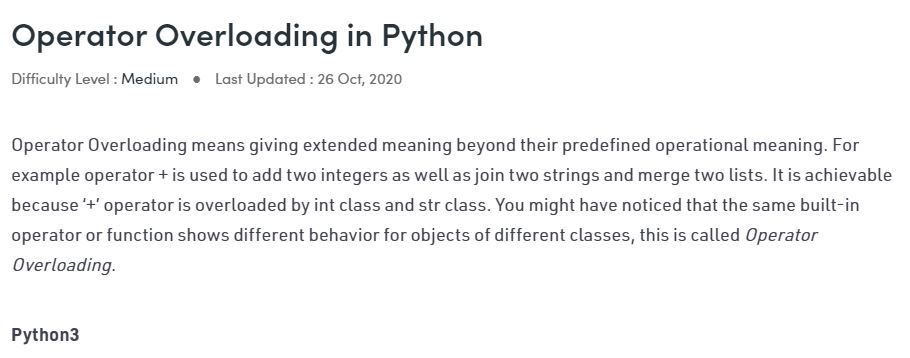 Operator Overloading in Python
Difficulty Level : Medium ● Last Updated : 26 Oct, 2020
Operator Overloading means giving extended meaning beyond their predefined operational meaning. For
example operator + is used to add two integers as well as join two strings and merge two lists. It is achievable
because ‘+’ operator is overloaded by int class and str class. You might have noticed that the same built-in
operator or function shows different behavior for objects of different classes, this is called Operator
Overloading.
Python3